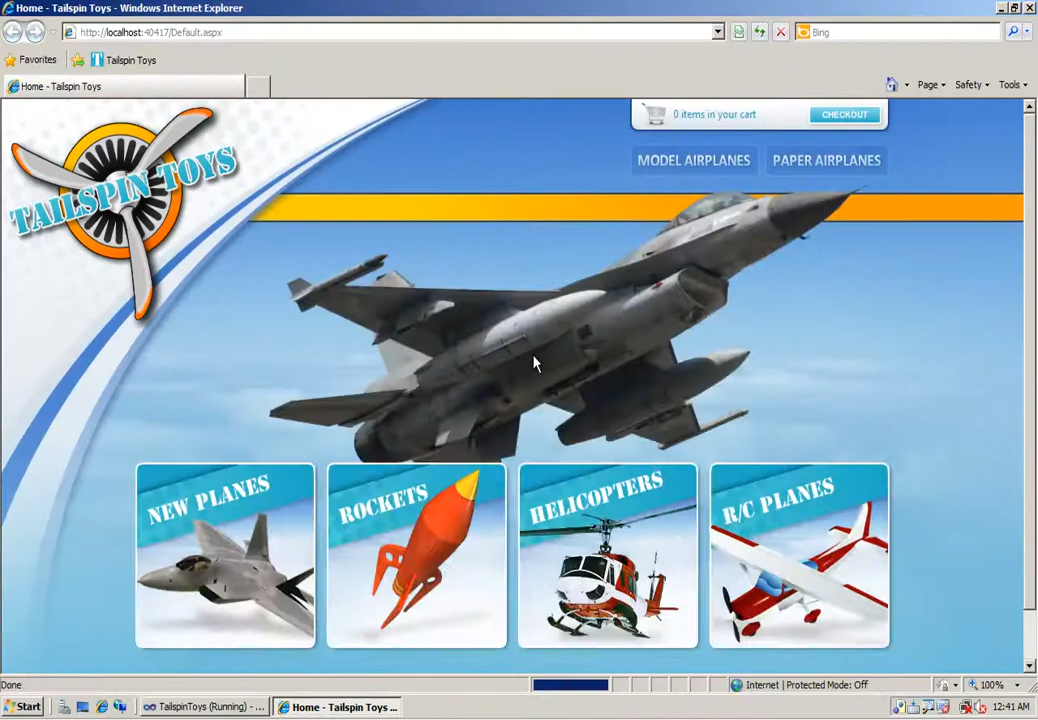 Home - Tailspin Toys - Windows Internet Explorer
http://localhost:40417/Default.aspx
Bing
Favorites
Tailspin Toys
Home - Tailspin Toys
Page
Safety
Tools
0 items in your cart
CHECKOUT
MODEL AIRPLANES
PAPER AIRPLANES
TAILSPIN TOYS
NEW PLANES
ROCKETS
HELICOPTERS
R/C PLANES
Done
Internet | Protected Mode: Off
100%
Start
TailspinToys (Running) - ...
Home - Tailspin Toys ...
12:41 AM